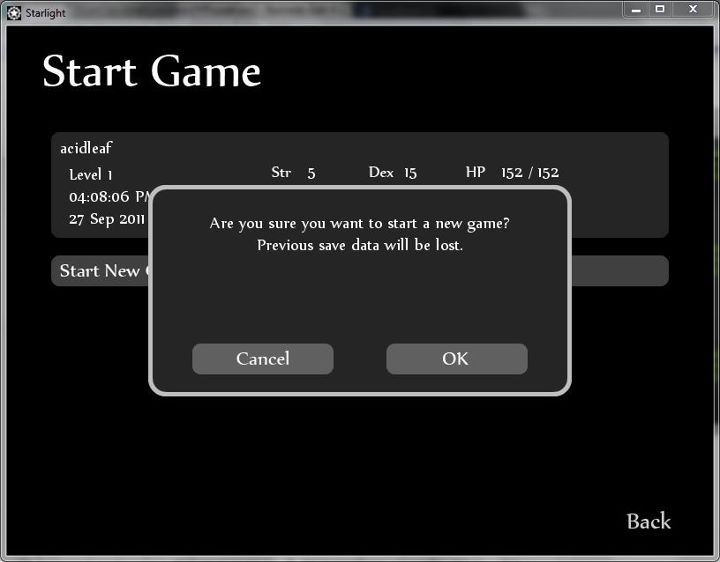 Starlight
Start Game
acidleaf
Level 1 Str 5 Dex 15 HP 152 / 152
04:08:06 PM
27 Sep 2011
Are you sure you want to start a new game?
Previous save data will be lost.
Start New
Cancel OK
Back